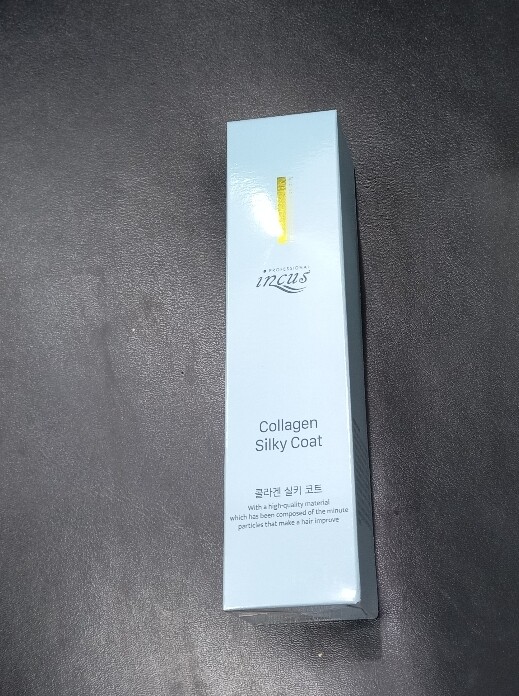 PROFESSIONAL
incus
Collagen
Silky Coat
콜라겐 실키 코트
With a high-quality material
which has been composed of the minute
particles that make a hair improve